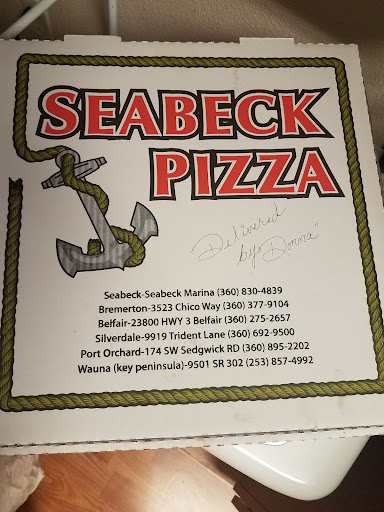 SEABECK
PIZZA
Delivered
by "Donna"
Seabeck-Seabeck Marina (360) 830-4839
Bremerton-3523 Chico Way (360) 377-9104
Belfair-23800 HWY 3 Belfair (360) 275-2657
Silverdale-9919 Trident Lane (360) 692-9500
Port Orchard-174 SW Sedgwick RD (360) 895-2202
Wauna (key peninsula)-9501 SR 302 (253) 857-4992